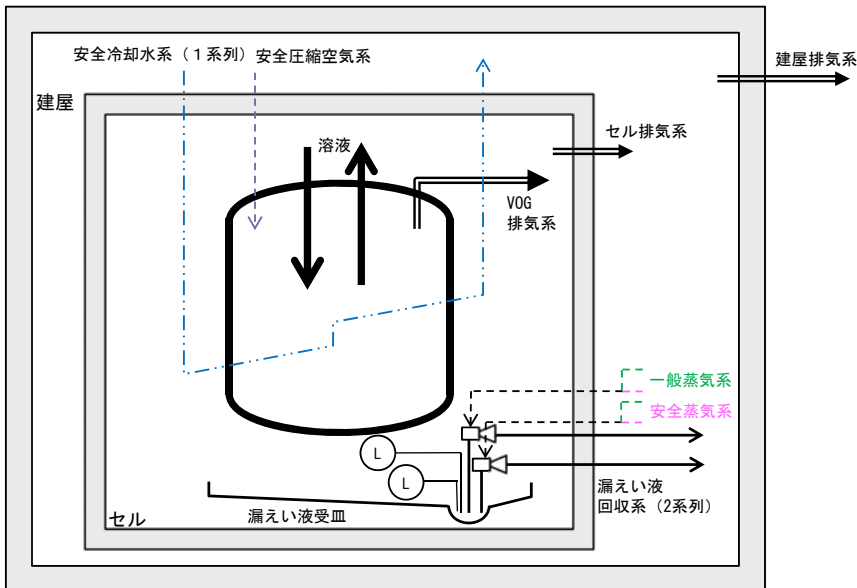 安全冷却水系(1系列)
安全圧縮空気系
建屋排気系
建屋
セル排気系
溶液
VOG
排気系
一般蒸気系
安全蒸気系
L
L
漏えい液
回収系(2系列)
漏えい液受皿
セル